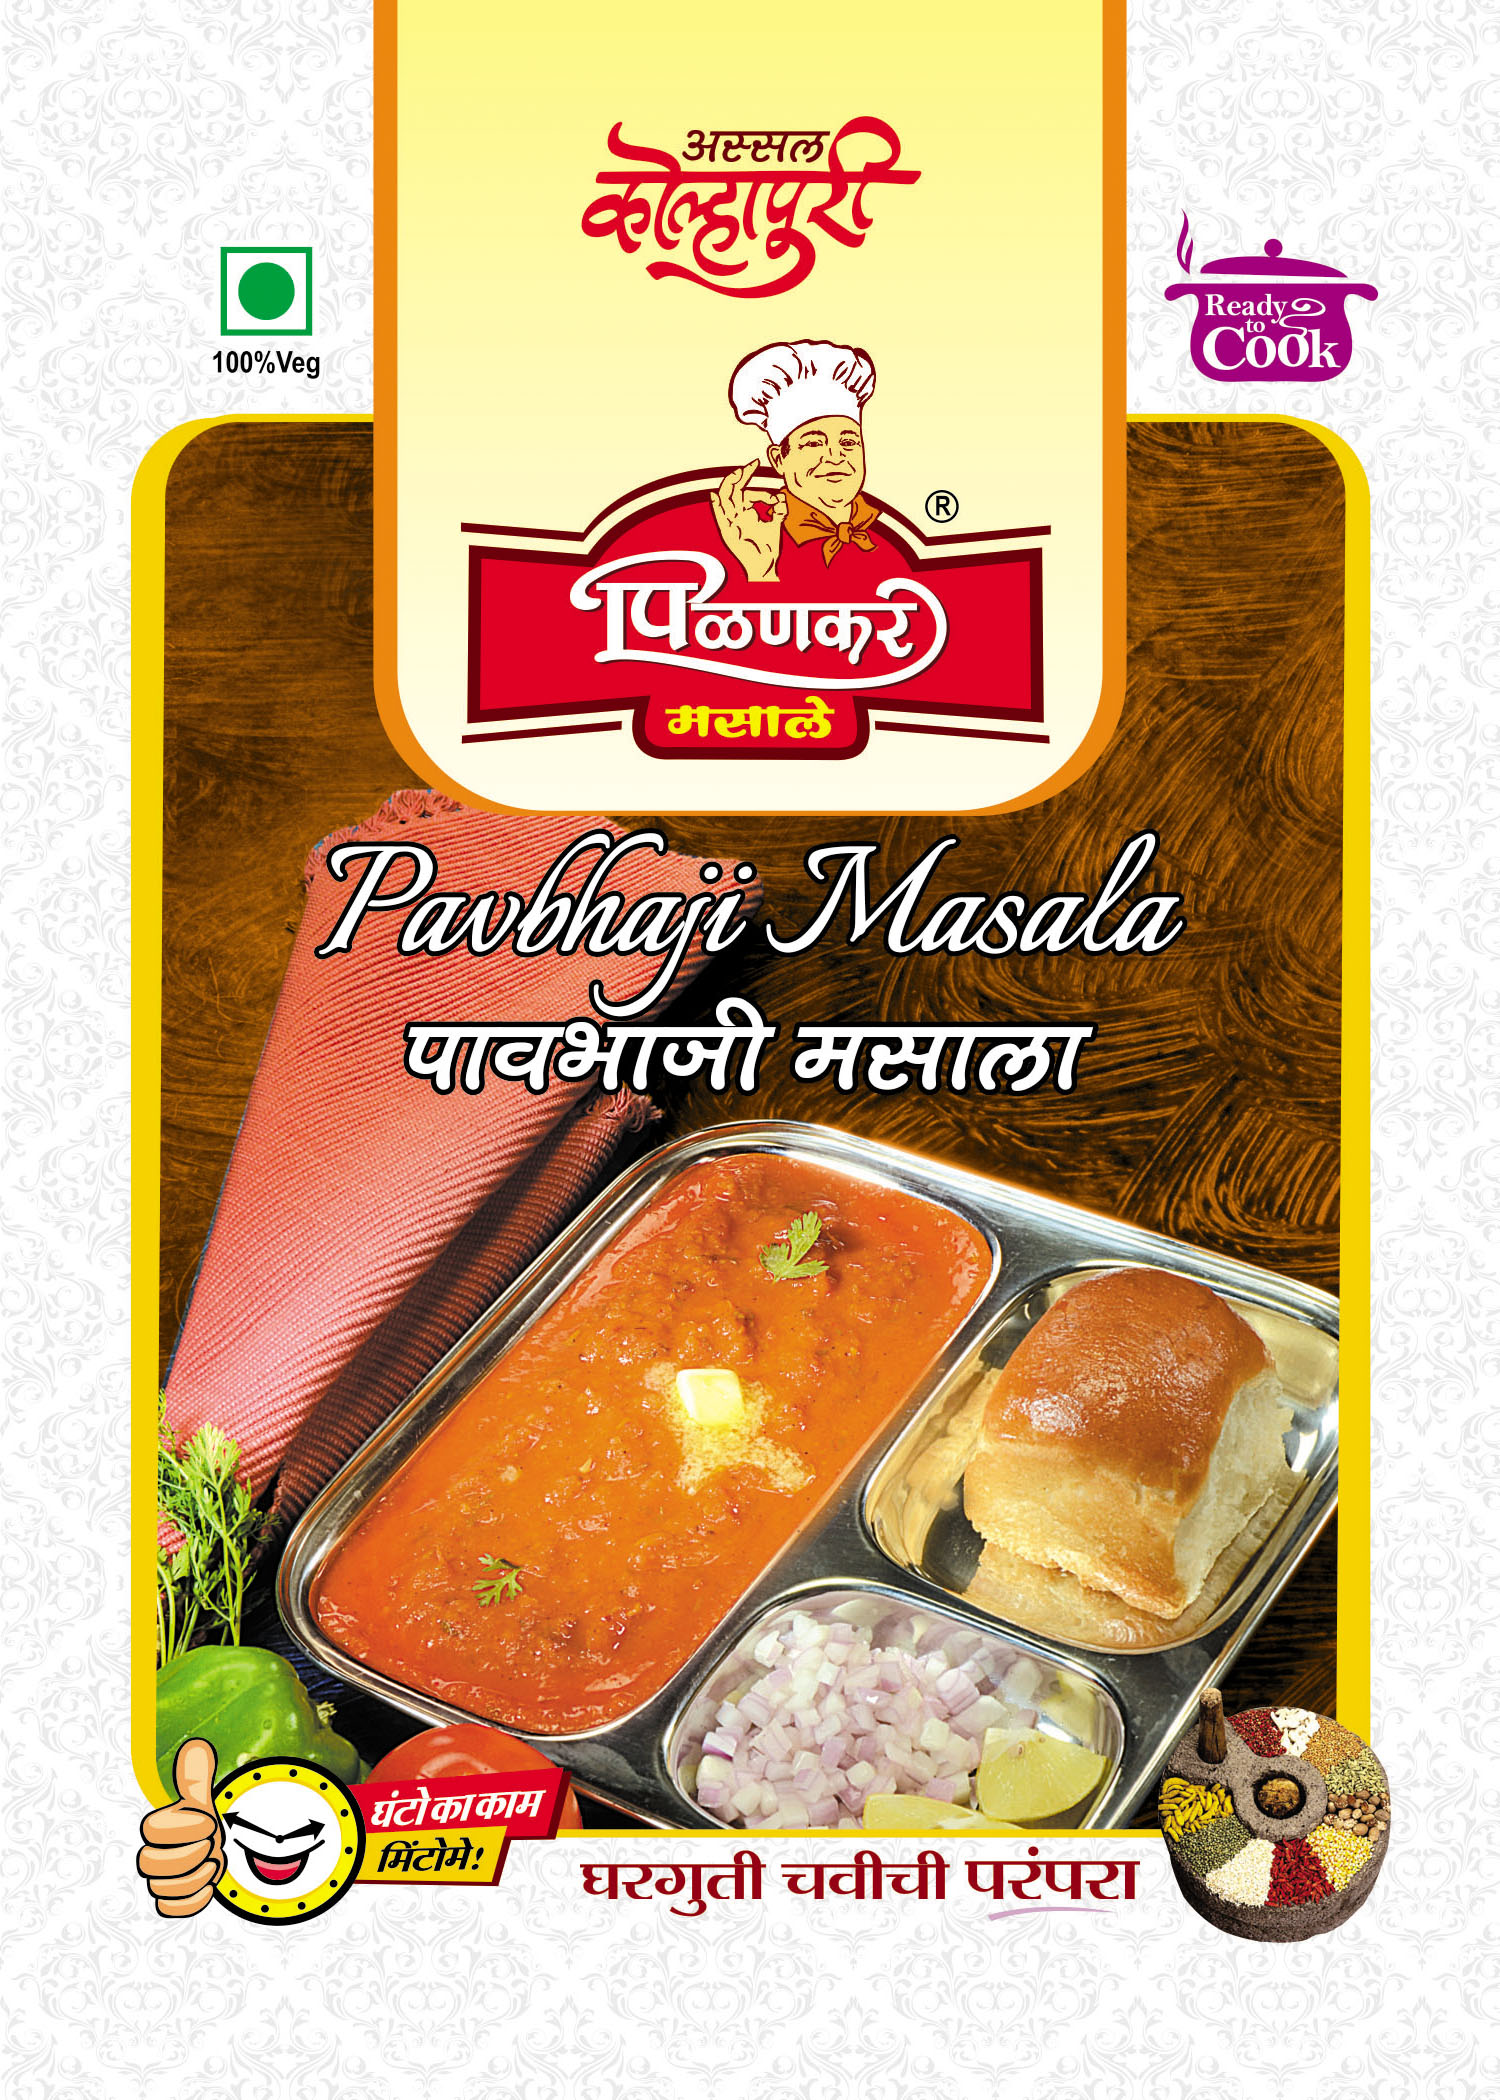 अस्सल
कोल्हापुरी
100%Veg
Ready
to
Cook
®
पिळणकर
मसाले
Pavbhaji Masala
पावभाजी मसाला
घंटो का काम
मिंटोमे!
घरगुती चवीची परंपरा